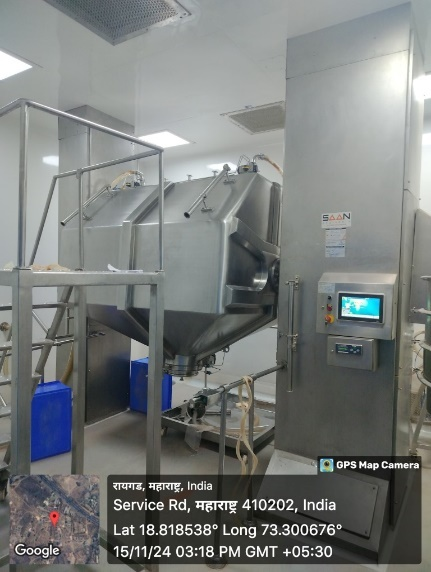 SAAN
GPS Map Camera
रायगड, महाराष्ट्र, India
Service Rd, महाराष्ट्र 410202, India
Lat 18.818538° Long 73.300676°
15/11/24 03:18 PM GMT +05:30
Google